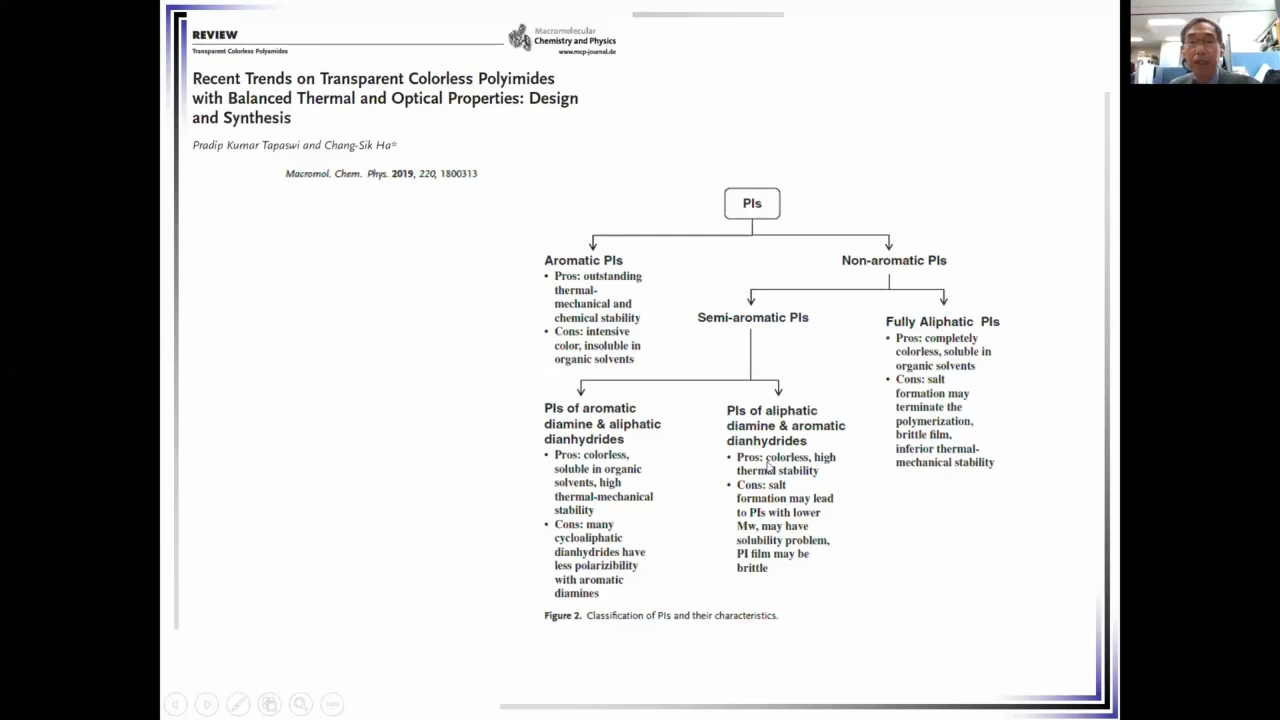 REVIEW
Transparent Colorless Polyamides
Macromolecular
Chemistry and Physics
www.mcp-journal.de
Recent Trends on Transparent Colorless Polyimides
with Balanced Thermal and Optical Properties: Design
and Synthesis
Pradip Kumar Tapaswi and Chang-Sik Ha*
Macromol. Chem. Phys. 2019, 220, 1800313
PIs
Aromatic PIs
• Pros: outstanding
thermal-
mechanical and
chemical stability
• Cons: intensive
color, insoluble in
organic solvents
Non-aromatic PIs
Semi-aromatic PIs
Fully Aliphatic PIs
• Pros: completely
colorless, soluble in
organic solvents
• Cons: salt
formation may
terminate the
polymerization,
brittle film,
inferior thermal-
mechanical stability
PIs of aromatic
diamine & aliphatic
dianhydrides
• Pros: colorless,
soluble in organic
solvents, high
thermal-mechanical
stability
• Cons: many
cycloaliphatic
dianhydrides have
less polarizibility
with aromatic
diamines
PIs of aliphatic
diamine & aromatic
dianhydrides
• Pros: colorless, high
thermal stability
• Cons: salt
formation may lead
to PIs with lower
Mw, may have
solubility problem,
PI film may be
brittle
Figure 2. Classification of PIs and their characteristics.